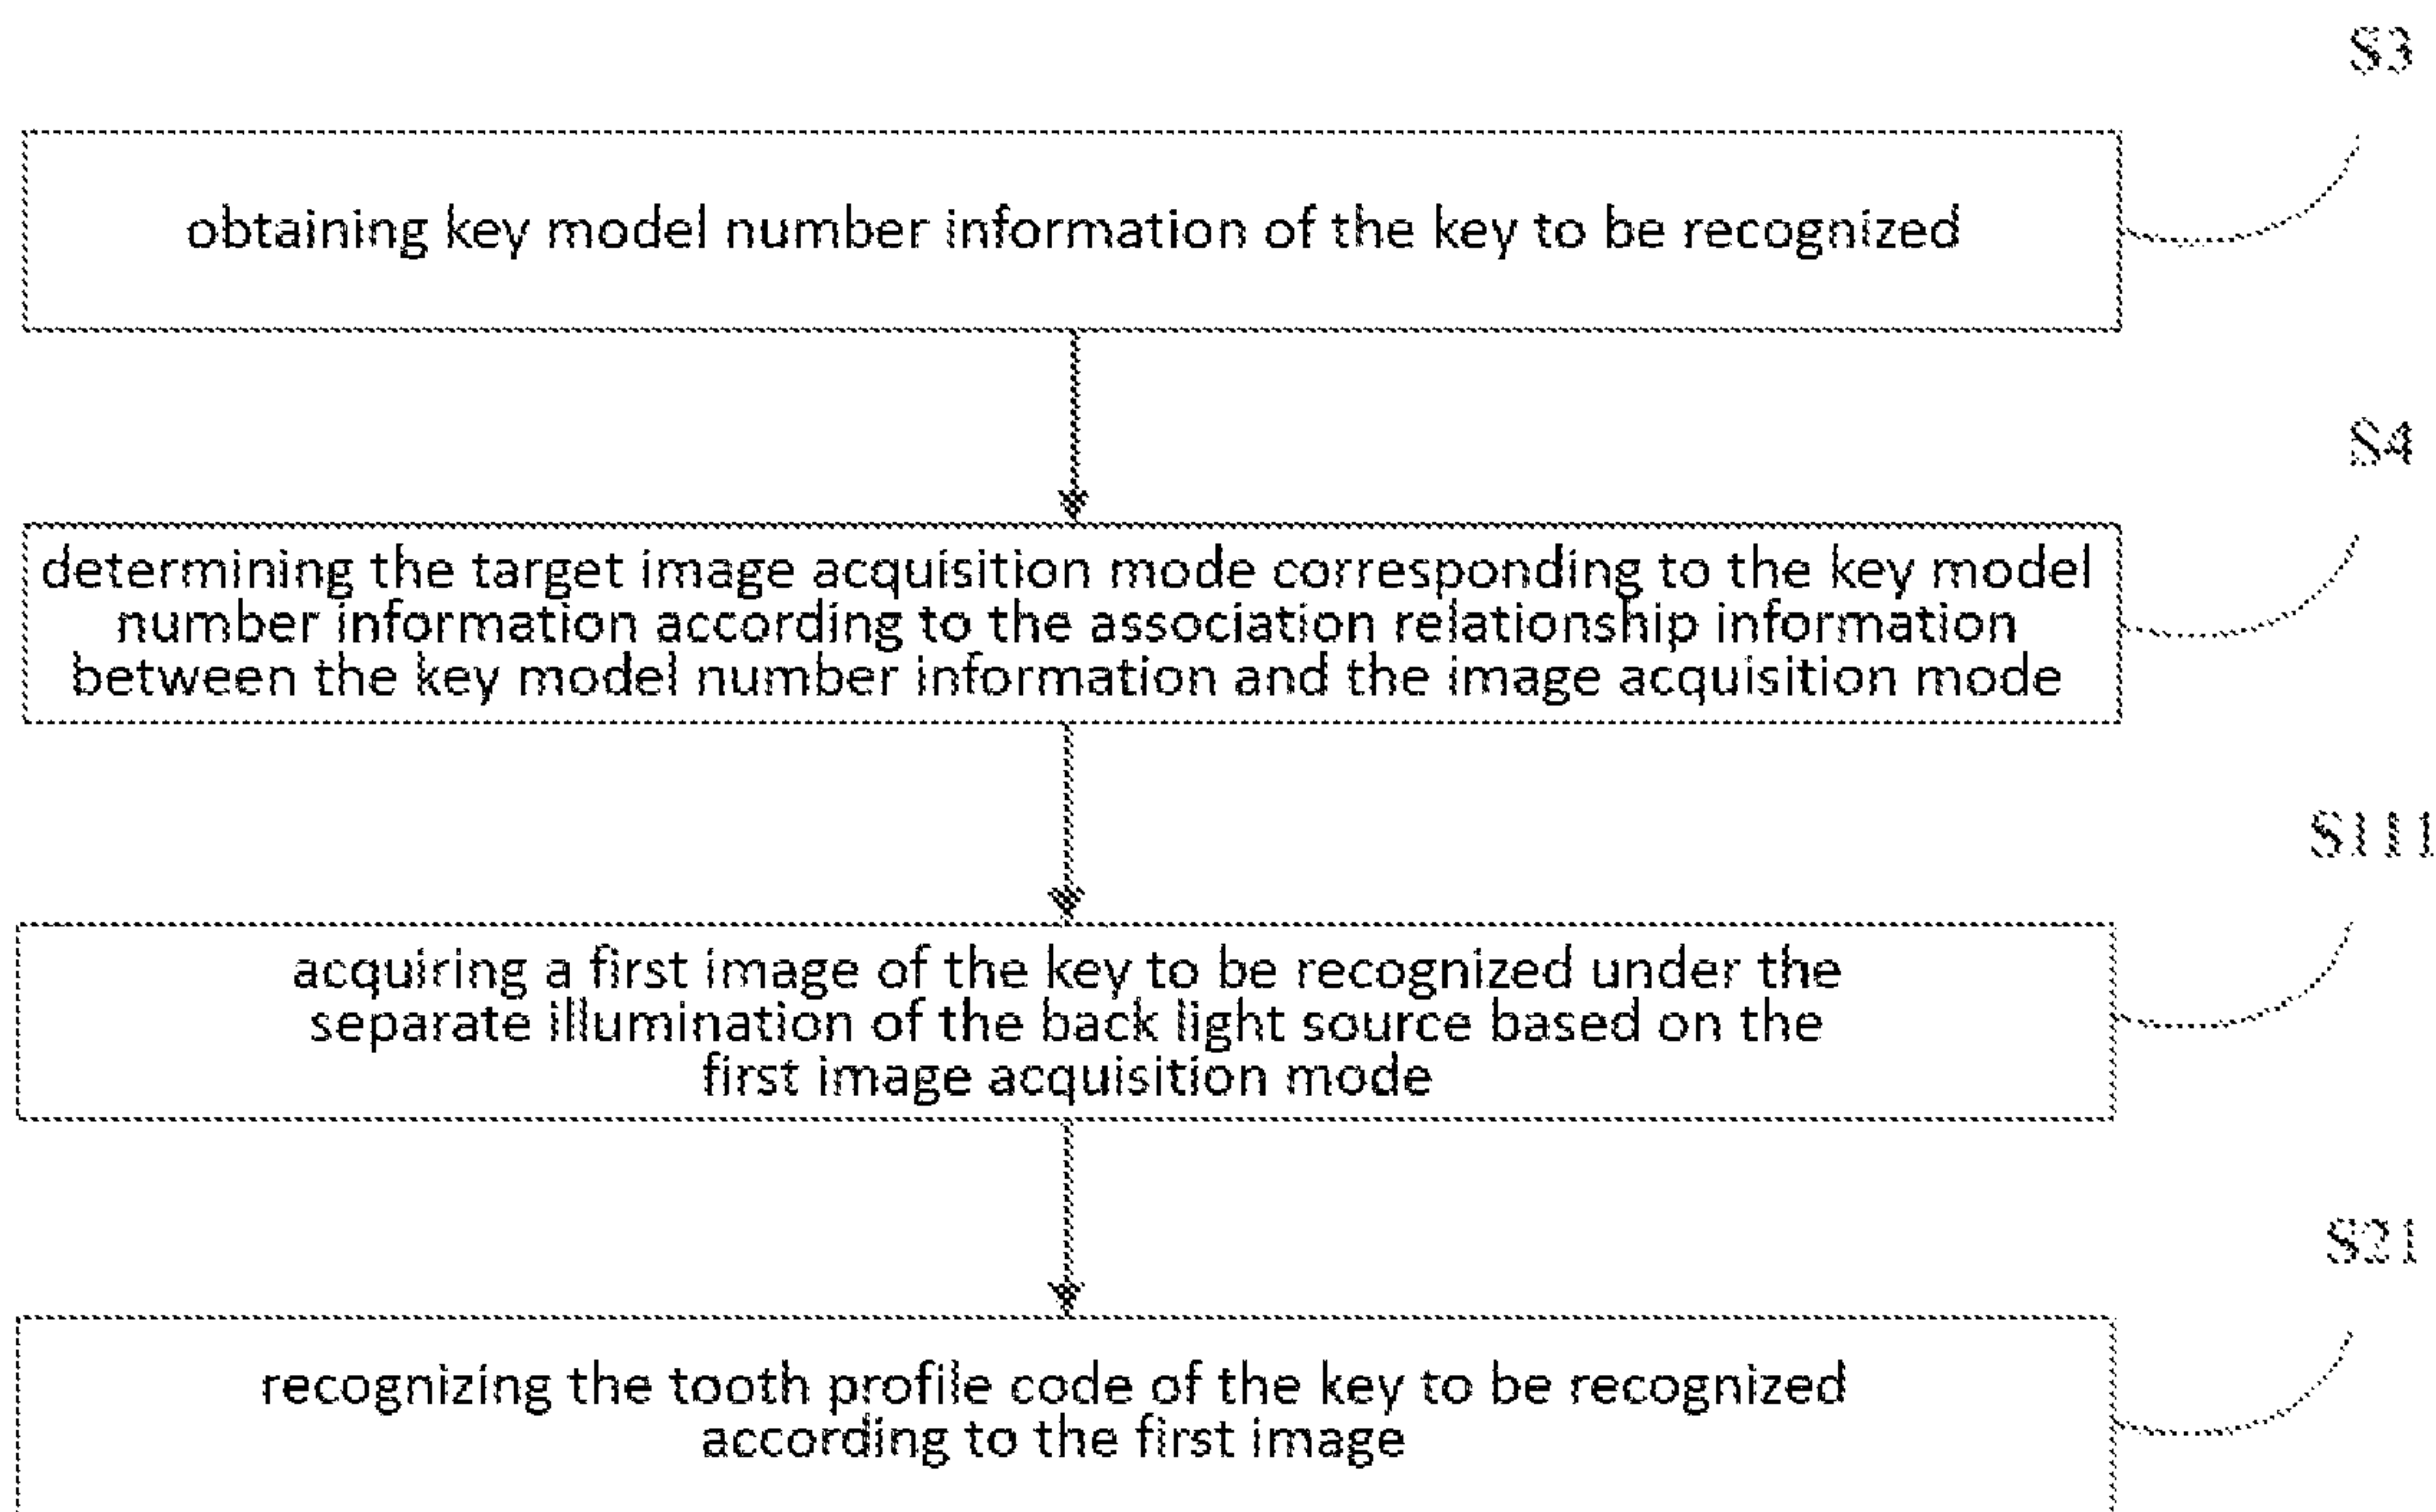 S3
obtaining key model number information of the key to be recognized
S4
determining the target image acquisition mode corresponding to the key model
number information according to the association relationship information
between the key model number information and the image acquisition mode
S111
acquiring a first image of the key to be recognized under the
separate illumination of the back light source based on the
first image acquisition mode
S21
recognizing the tooth profile code of the key to be recognized
according to the first image